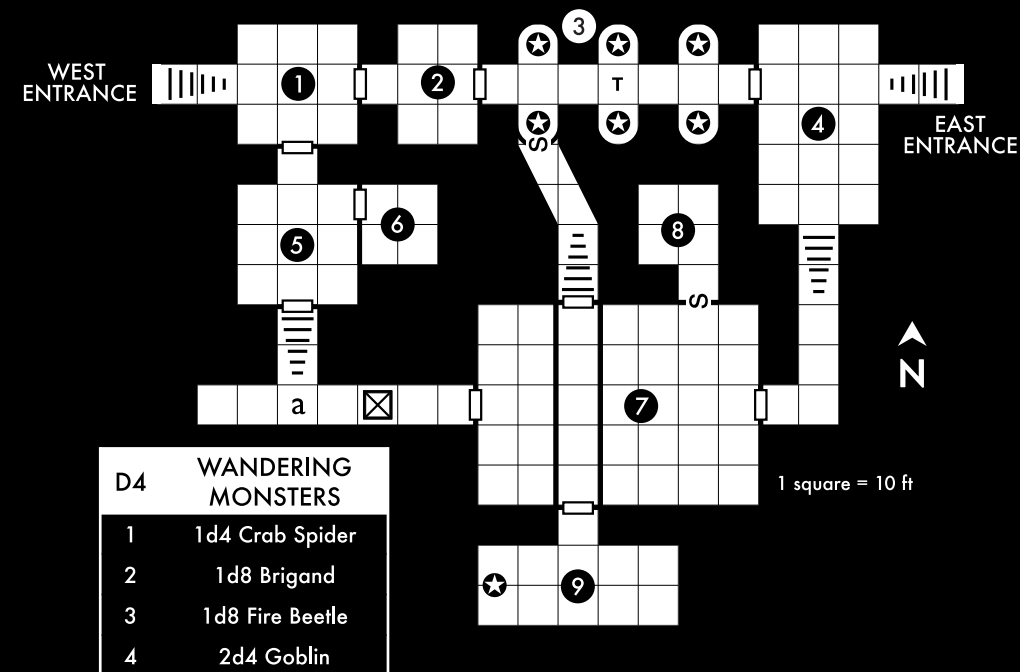 3
WEST
ENTRANCE
1
2
T
4
EAST
ENTRANCE
S
5
6
8
S
N
a
7
D4 WANDERING
MONSTERS
1 square = 10 ft
1 1d4 Crab Spider
2 1d8 Brigand
3 1d8 Fire Beetle
4 2d4 Goblin
9